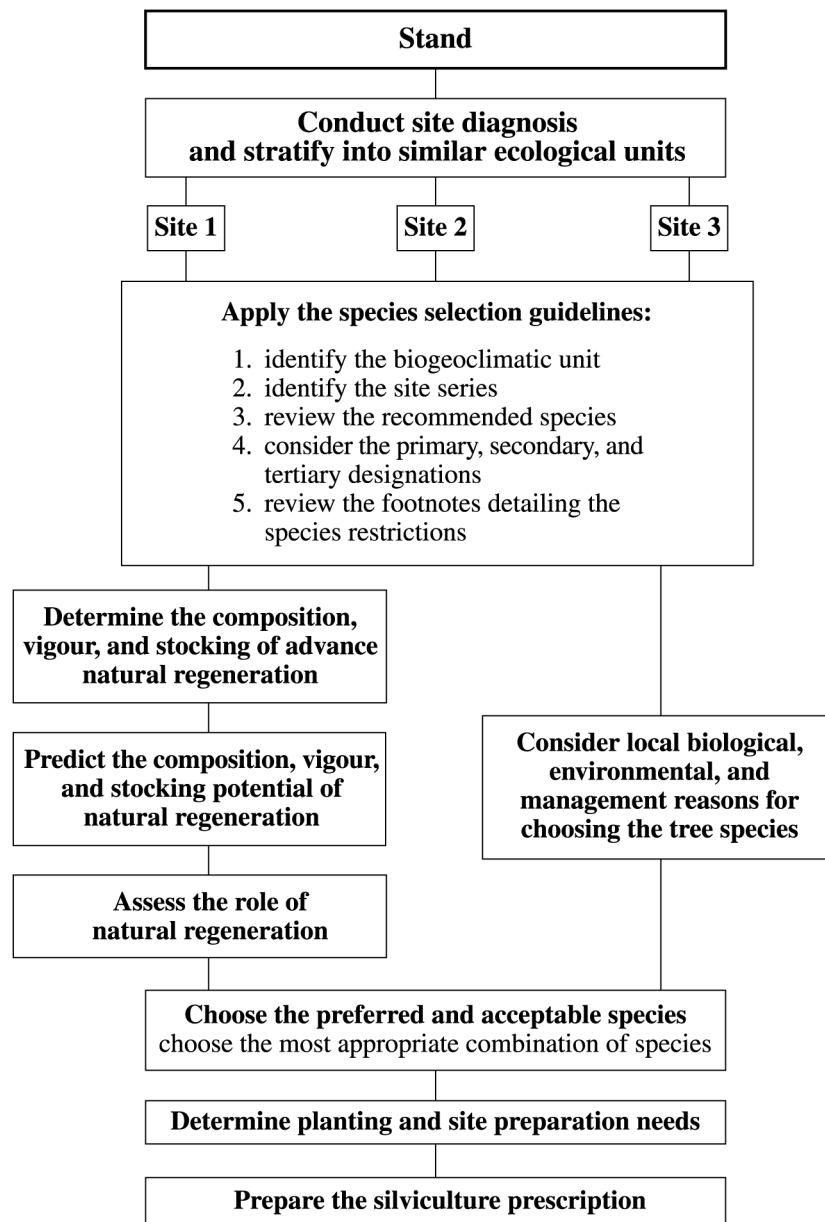 Stand
Conduct site diagnosis
and stratify into similar ecological units
Site 1
Site 2
Site 3
Apply the species selection guidelines:
1. identify the biogeoclimatic unit
2. identify the site series
3. review the recommended species
4. consider the primary, secondary, and
tertiary designations
5. review the footnotes detailing the
species restrictions
Determine the composition,
vigour, and stocking of advance
natural regeneration
Predict the composition, vigour,
and stocking potential of
natural regeneration
Assess the role of
natural regeneration
Consider local biological,
environmental, and
management reasons for
choosing the tree species
Choose the preferred and acceptable species
choose the most appropriate combination of species
Determine planting and site preparation needs
Prepare the silviculture prescription